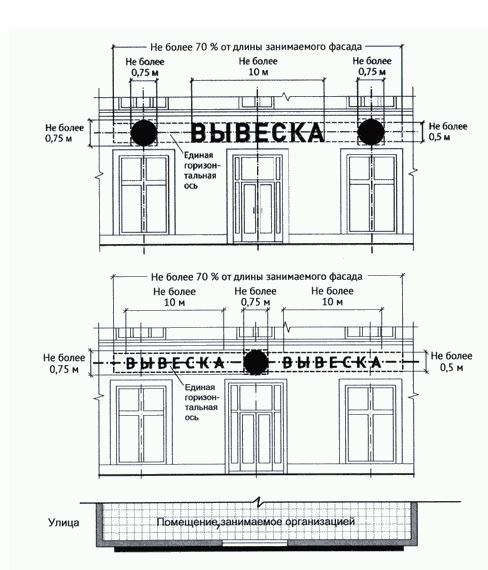 Не более 70 % от длины занимаемого фасада
Не более
0,75 м
Не более
10 м
Не более
0,75 м
Не более
0,75 м
ВЫВЕСКА
Не более
0,5 м
Единая
горизон-
тальная
ось
Не более 70 % от длины занимаемого фасада
Не более
10 м
Не более
0,75 м
Не более
10 м
Не более
0,75 м
ВЫВЕСКА
ВЫВЕСКА
Не более
0,5 м
Единая
горизон-
тальная
ось
Улица
Помещение, занимаемое организацией